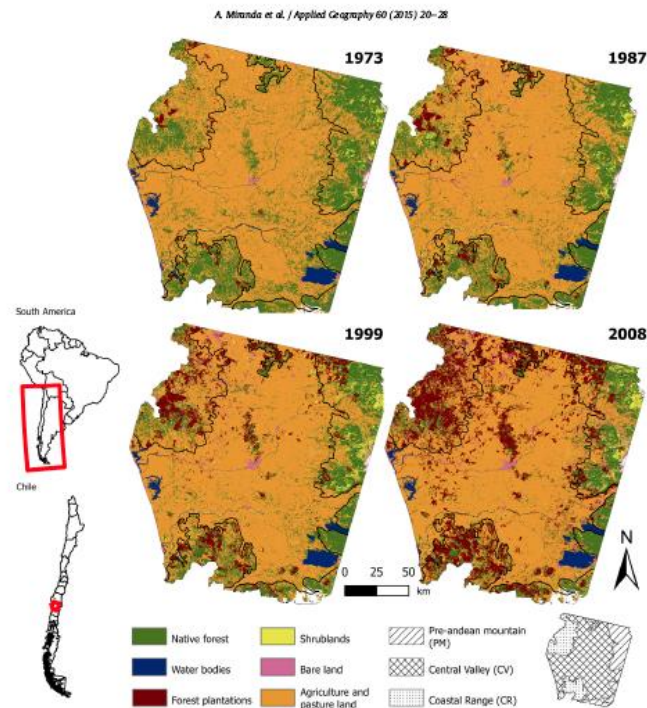 A. Miranda et al. / Applied Geography 60 (2015) 20–28
1973
1987
South America
1999
2008
Chile
N
0 25 50
km
Native forest
Shrublands
Pre-andean mountain
(PM)
Water bodies
Bare land
Central Valley (CV)
Forest plantations
Agriculture and
pasture land
Coastal Range (CR)